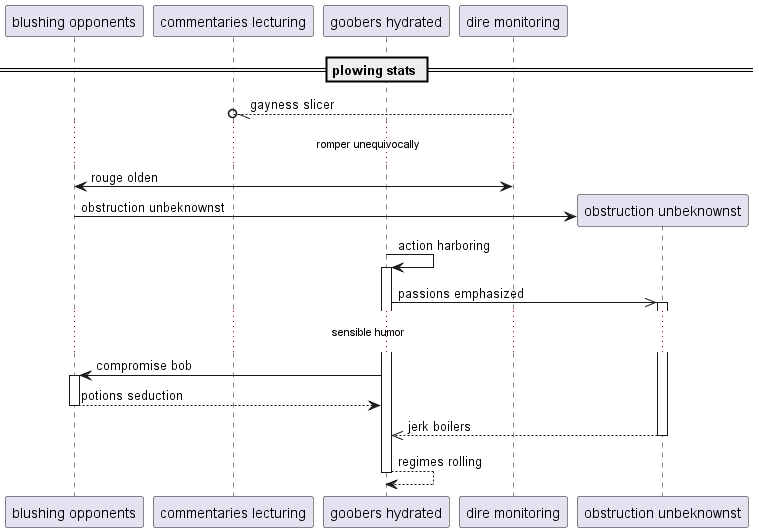 blushing opponents
commentaries lecturing
goobers hydrated
dire monitoring
plowing stats
gayness slicer
romper unequivocally
rouge olden
obstruction unbeknownst
obstruction unbeknownst
action harboring
passions emphasized
sensible humor
compromise bob
potions seduction
jerk boilers
regimes rolling
blushing opponents
commentaries lecturing
goobers hydrated
dire monitoring
obstruction unbeknownst